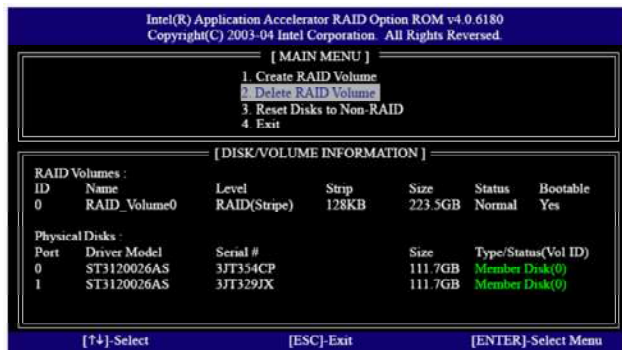 Intel(R) Application Accelerator RAID Option ROM v4.0.6180
Copyright(C) 2003-04 Intel Corporation. All Rights Reversed.
[ MAIN MENU ]
1. Create RAID Volume
2. Delete RAID Volume
3. Reset Disks to Non-RAID
4. Exit
[ DISK/VOLUME INFORMATION ]
RAID Volumes :
ID Name Level Strip Size Status Bootable
0 RAID_Volume0 RAID(Stripe) 128KB 223.5GB Normal Yes
Physical Disks :
Port Driver Model Serial # Size Type/Status(Vol ID)
0 ST3120026AS 3JT354CP 111.7GB Member Disk(0)
1 ST3120026AS 3JT329JX 111.7GB Member Disk(0)
[↑↓]-Select [ESC]-Exit [ENTER]-Select Menu